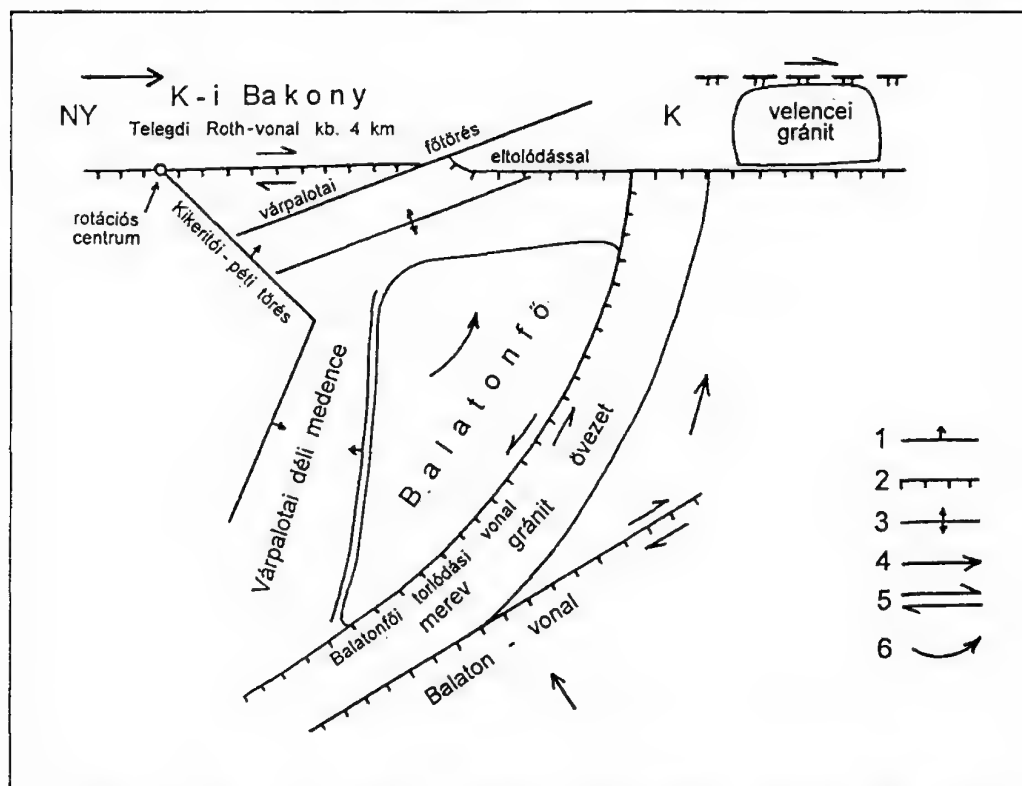 K-i Bakony
NY
Telegdi Roth-vonal kb. 4 km
K
velencei
gránit
főtörés
eltolódással
várpalotai
rotációs
centrum
Kikeritói-péti törés
Várpalotai déli medence
Balatonfő
Balatonfői torlódási vonal
merev gránit övezet
Balaton-vonal
1
2
3
4
5
6